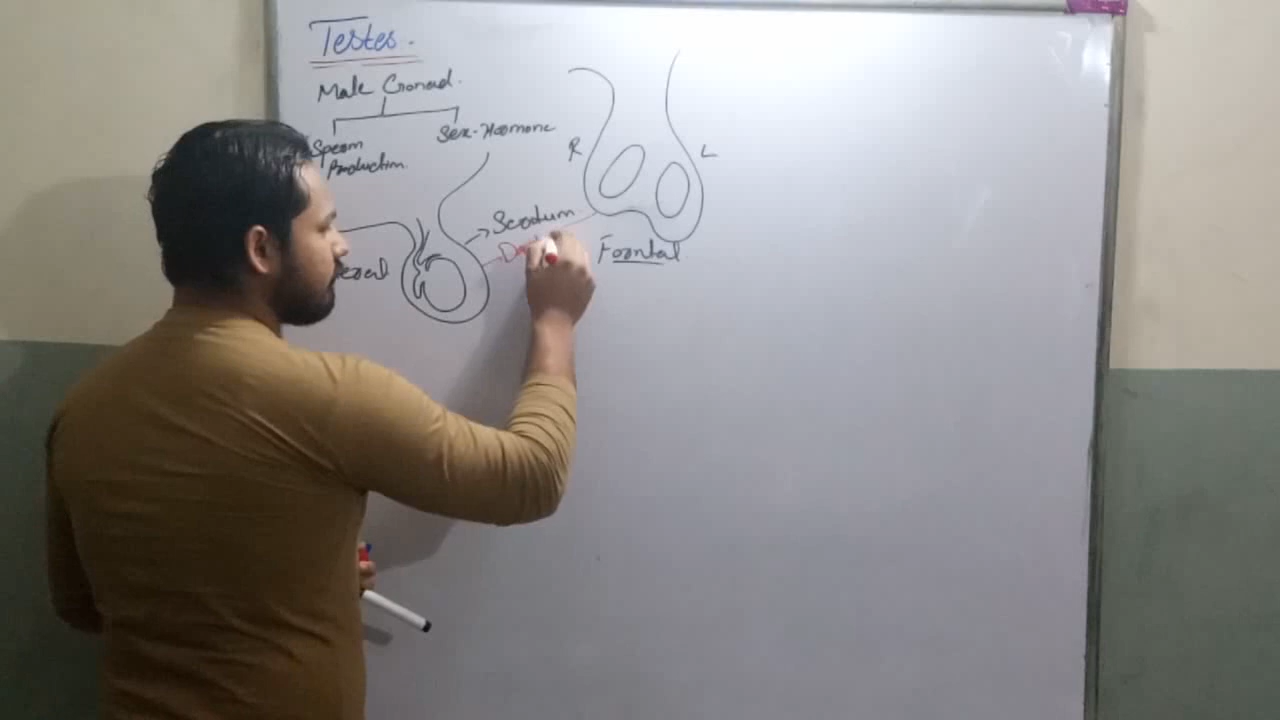 Testes.
Male Gonad.
Sperm
Production.
Sex-Hormone
R
L
Scrotum
Frontal